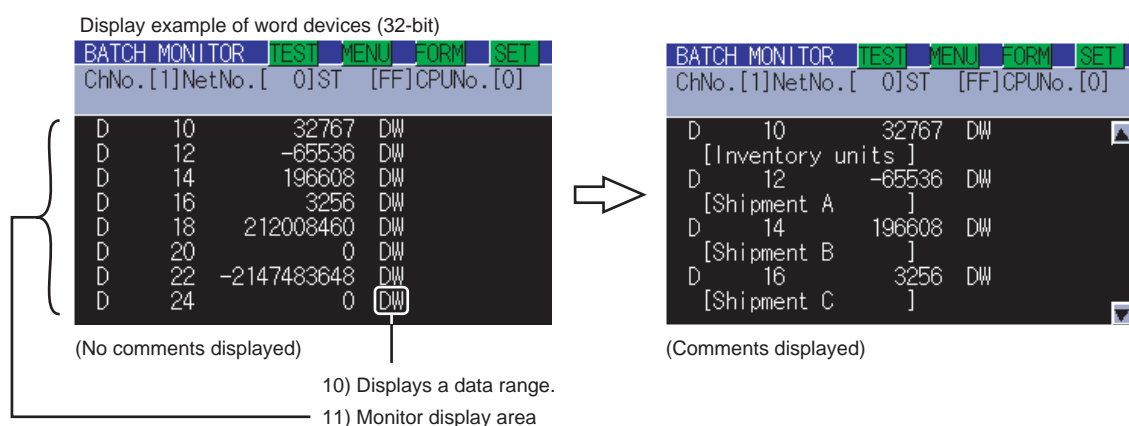 Display example of word devices (32-bit)
BATCH MONITOR TEST MENU FORM SET
ChNo.[1]NetNo.[ 0]ST [FF]CPUNo.[0]
D 10 32767 DW
D 12 -65536 DW
D 14 196608 DW
D 16 3256 DW
D 18 212008460 DW
D 20 0 DW
D 22 -2147483648 DW
D 24 0 DW
(No comments displayed)
10) Displays a data range.
11) Monitor display area
BATCH MONITOR TEST MENU FORM SET
ChNo.[1]NetNo.[ 0]ST [FF]CPUNo.[0]
D 10 32767 DW
[Inventory units ]
D 12 -65536 DW
[Shipment A ]
D 14 196608 DW
[Shipment B ]
D 16 3256 DW
[Shipment C ]
(Comments displayed)